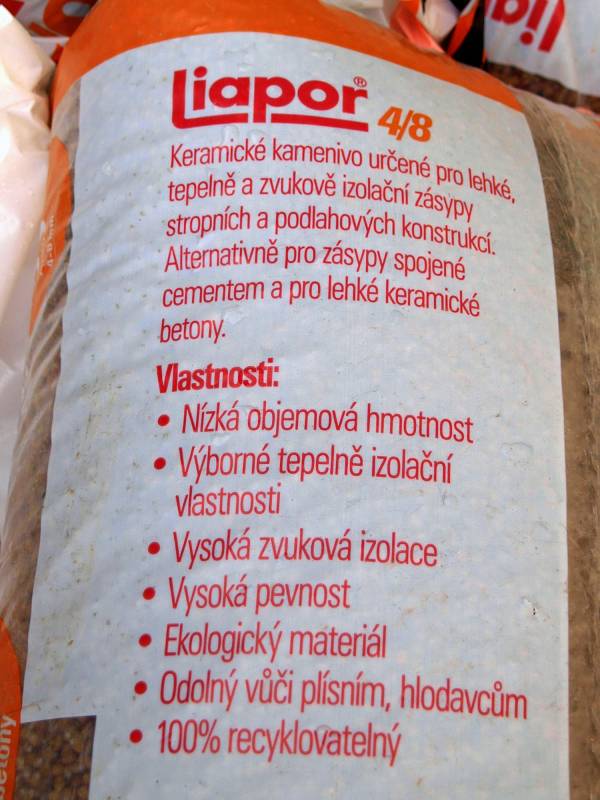 Liapor® 4/8
Keramické kamenivo určené pro lehké,
tepelně a zvukově izolační zásypy
stropních a podlahových konstrukcí.
Alternativně pro zásypy spojené
cementem a pro lehké keramické
betony.
Vlastnosti:
• Nízká objemová hmotnost
• Výborné tepelně izolační
vlastnosti
• Vysoká zvuková izolace
• Vysoká pevnost
• Ekologický materiál
• Odolný vůči plísním, hlodavcům
• 100% recyklovatelný
betony